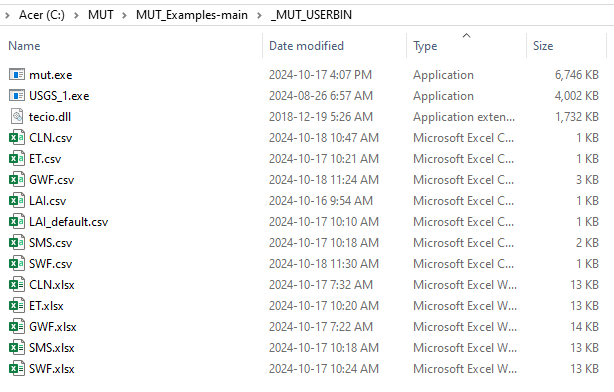 Acer (C:) > MUT > MUT_Examples-main > _MUT_USERBIN
Name Date modified Type Size
mut.exe 2024-10-17 4:07 PM Application 6,746 KB
USGS_1.exe 2024-08-26 6:57 AM Application 4,002 KB
tecio.dll 2018-12-19 5:26 AM Application exten... 1,732 KB
CLN.csv 2024-10-18 10:47 AM Microsoft Excel C... 1 KB
ET.csv 2024-10-17 10:21 AM Microsoft Excel C... 1 KB
GWF.csv 2024-10-18 11:24 AM Microsoft Excel C... 3 KB
LAI.csv 2024-10-16 9:54 AM Microsoft Excel C... 1 KB
LAI_default.csv 2024-10-17 10:10 AM Microsoft Excel C... 1 KB
SMS.csv 2024-10-17 10:18 AM Microsoft Excel C... 2 KB
SWF.csv 2024-10-18 11:30 AM Microsoft Excel C... 1 KB
CLN.xlsx 2024-10-17 7:32 AM Microsoft Excel W... 13 KB
ET.xlsx 2024-10-17 10:20 AM Microsoft Excel W... 13 KB
GWF.xlsx 2024-10-17 7:22 AM Microsoft Excel W... 14 KB
SMS.xlsx 2024-10-17 10:18 AM Microsoft Excel W... 13 KB
SWF.xlsx 2024-10-17 10:24 AM Microsoft Excel W... 13 KB